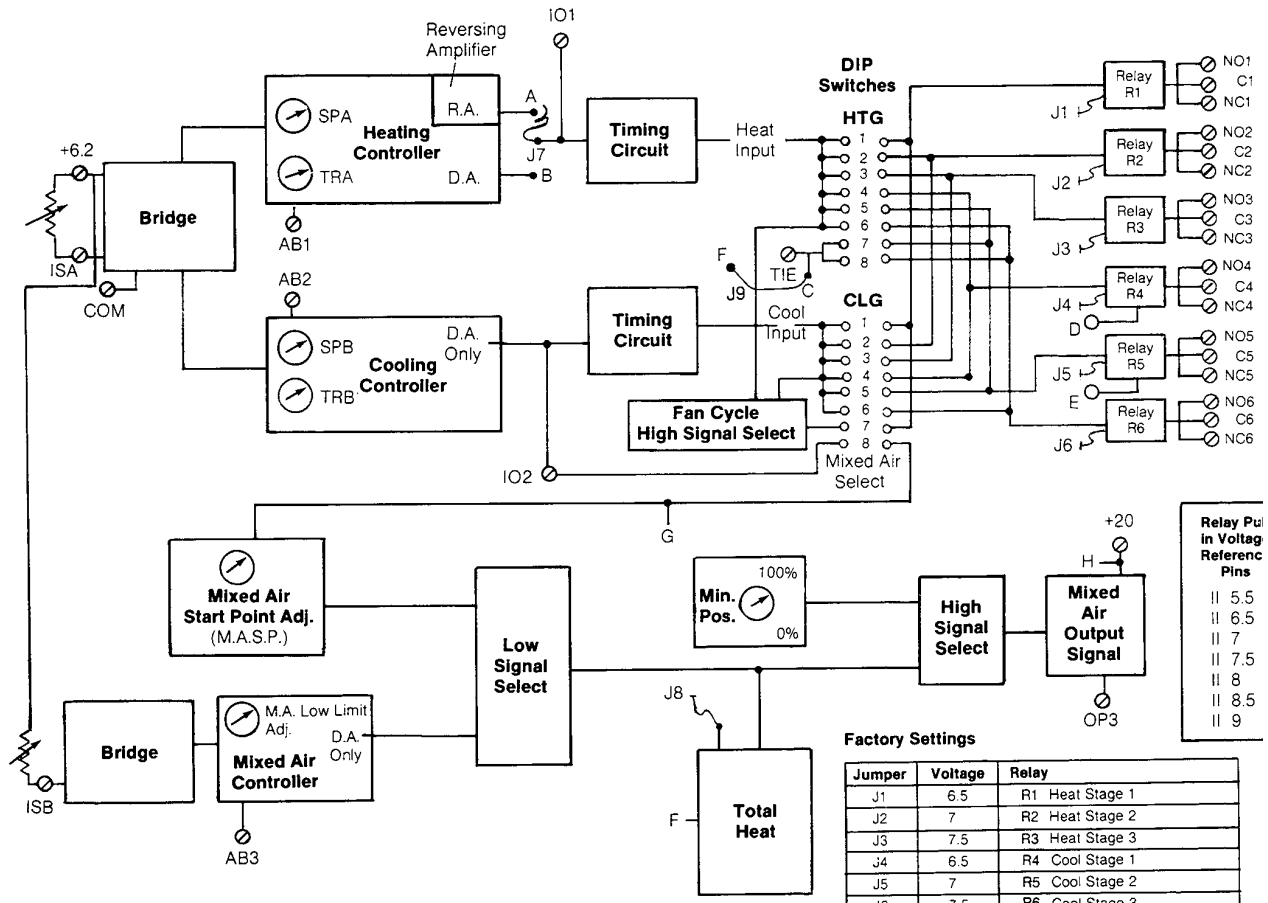 IO1
Reversing
Amplifier
SPA
R.A.
A
Heating
Controller
J7
TRA
D.A.
B
AB1
Timing
Circuit
Heat
Input
DIP
Switches
HTG
1
2
3
4
5
6
7
8
TIE
F
J9
C
CLG
1
2
3
4
5
6
7
8
Mixed Air
Select
Relay
R1
J1
NO1
C1
NC1
Relay
R2
J2
NO2
C2
NC2
Relay
R3
J3
NO3
C3
NC3
Relay
R4
J4
D
NO4
C4
NC4
Relay
R5
J5
E
NO5
C5
NC5
Relay
R6
J6
NO6
C6
NC6
+6.2
Bridge
ISA
COM
AB2
SPB
D.A.
Only
Cooling
Controller
TRB
Timing
Circuit
Cool
Input
Fan Cycle
High Signal Select
IO2
G
Mixed Air
Start Point Adj.
(M.A.S.P.)
Low
Signal
Select
Min.
Pos.
100%
0%
High
Signal
Select
+20
H
Mixed
Air
Output
Signal
OP3
ISB
Bridge
M.A. Low Limit
Adj.
D.A.
Only
Mixed Air
Controller
AB3
J8
F
Total
Heat
in Voltag
Pins
5.5
6.5
7
7.5
8
8.5
9
Factory Settings
Jumper Voltage Relay
J1 6.5 R1 Heat Stage 1
J2 7 R2 Heat Stage 2
J3 7.5 R3 Heat Stage 3
J4 6.5 R4 Cool Stage 1
J5 7 R5 Cool Stage 2